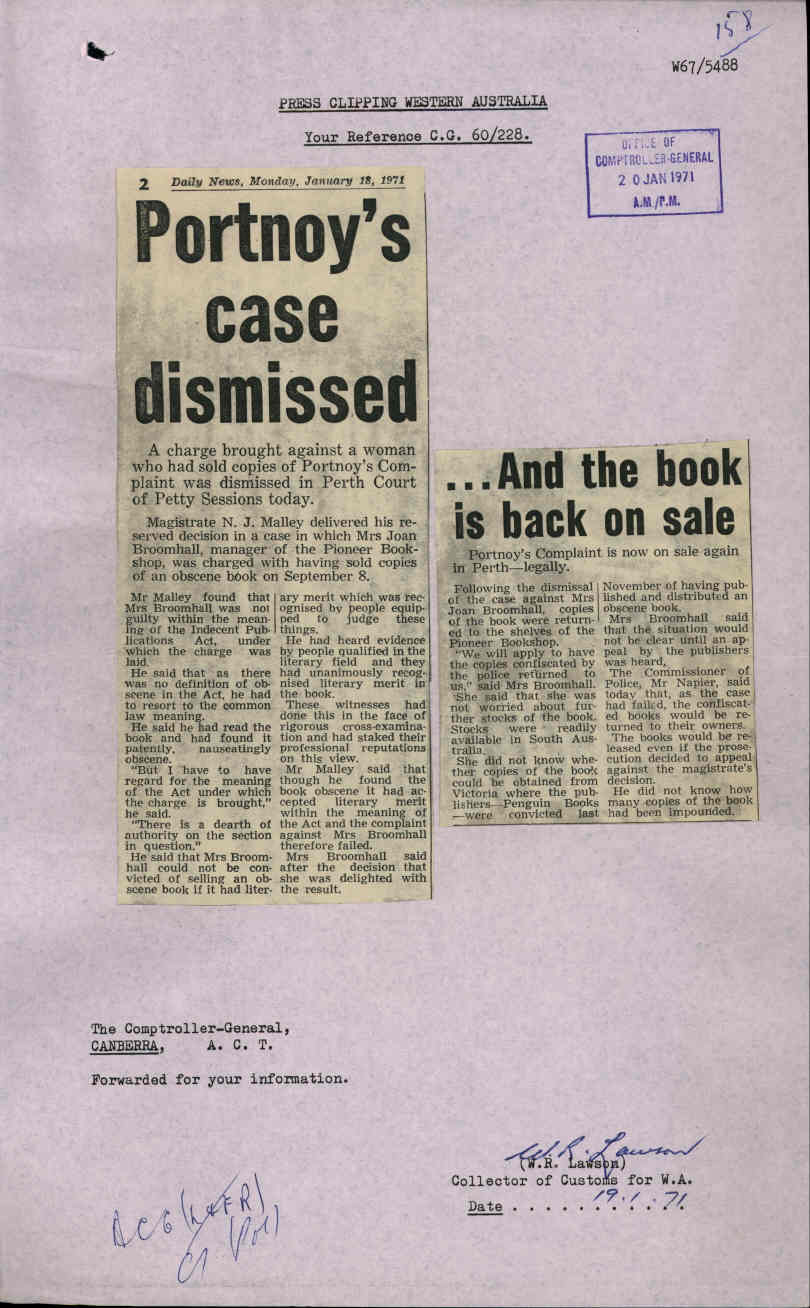 158
W67/5488
PRESS CLIPPING WESTERN AUSTRALIA
Your Reference C.G. 60/228.
OFFICE OF
COMPTROLLER-GENERAL
20 JAN 1971
A.M./P.M.
2 Daily News, Monday, January 18, 1971
Portnoy's
case
dismissed
A charge brought against a woman
who had sold copies of Portnoy's Com-
plaint was dismissed in Perth Court
of Petty Sessions today.
Magistrate N. J. Malley delivered his re-
served decision in a case in which Mrs Joan
Broomhall, manager of the Pioneer Book-
shop, was charged with having sold copies
of an obscene book on September 8.
Mr Malley found that
Mrs Broomhall was not
guilty within the mean-
ing of the Indecent Pub-
lications Act, under
which the charge was
laid.
He said that as there
was no definition of ob-
scene in the Act, he had
to resort to the common
law meaning.
He said he had read the
book and had found it
patently, nauseatingly
obscene.
"But I have to have
regard for the meaning
of the Act under which
the charge is brought,"
he said.
"There is a dearth of
authority on the section
in question."
He said that Mrs Broom-
hall could not be con-
victed of selling an ob-
scene book if it had liter-
ary merit which was rec-
ognised by people equip-
ped to judge these
things.
He had heard evidence
by people qualified in the
literary field and they
had unanimously recog-
nised literary merit in
the book.
These witnesses had
done this in the face of
rigorous cross-examina-
tion and had staked their
professional reputations
on this view.
Mr Malley said that
though he found the
book obscene it had ac-
cepted literary merit
within the meaning of
the Act and the complaint
against Mrs Broomhall
therefore failed.
Mrs Broomhall said
after the decision that
she was delighted with
the result.
...And the book
is back on sale
Portnoy's Complaint is now on sale again
in Perth—legally.
Following the dismissal
of the case against Mrs
Joan Broomhall, copies
of the book were return-
ed to the shelves of the
Pioneer Bookshop.
"We will apply to have
the copies confiscated by
the police returned to
us," said Mrs Broomhall.
She said that she was
not worried about fur-
ther stocks of the book.
Stocks were readily
available in South Aus-
tralia.
She did not know whe-
ther copies of the book
could be obtained from
Victoria where the pub-
lishers—Penguin Books
—were convicted last
November of having pub-
lished and distributed an
obscene book.
Mrs Broomhall said
that the situation would
not be clear until an ap-
peal by the publishers
was heard,
The Commissioner of
Police, Mr Napier, said
today that, as the case
had failed, the confiscat-
ed books would be re-
turned to their owners.
The books would be re-
leased even if the prose-
cution decided to appeal
against the magistrate's
decision.
He did not know how
many copies of the book
had been impounded.
The Comptroller-General,
CANBERRA, A. C. T.
Forwarded for your information.
W. R. Lawson
(W.R. Lawson)
Collector of Customs for W.A.
Date 19.1.71